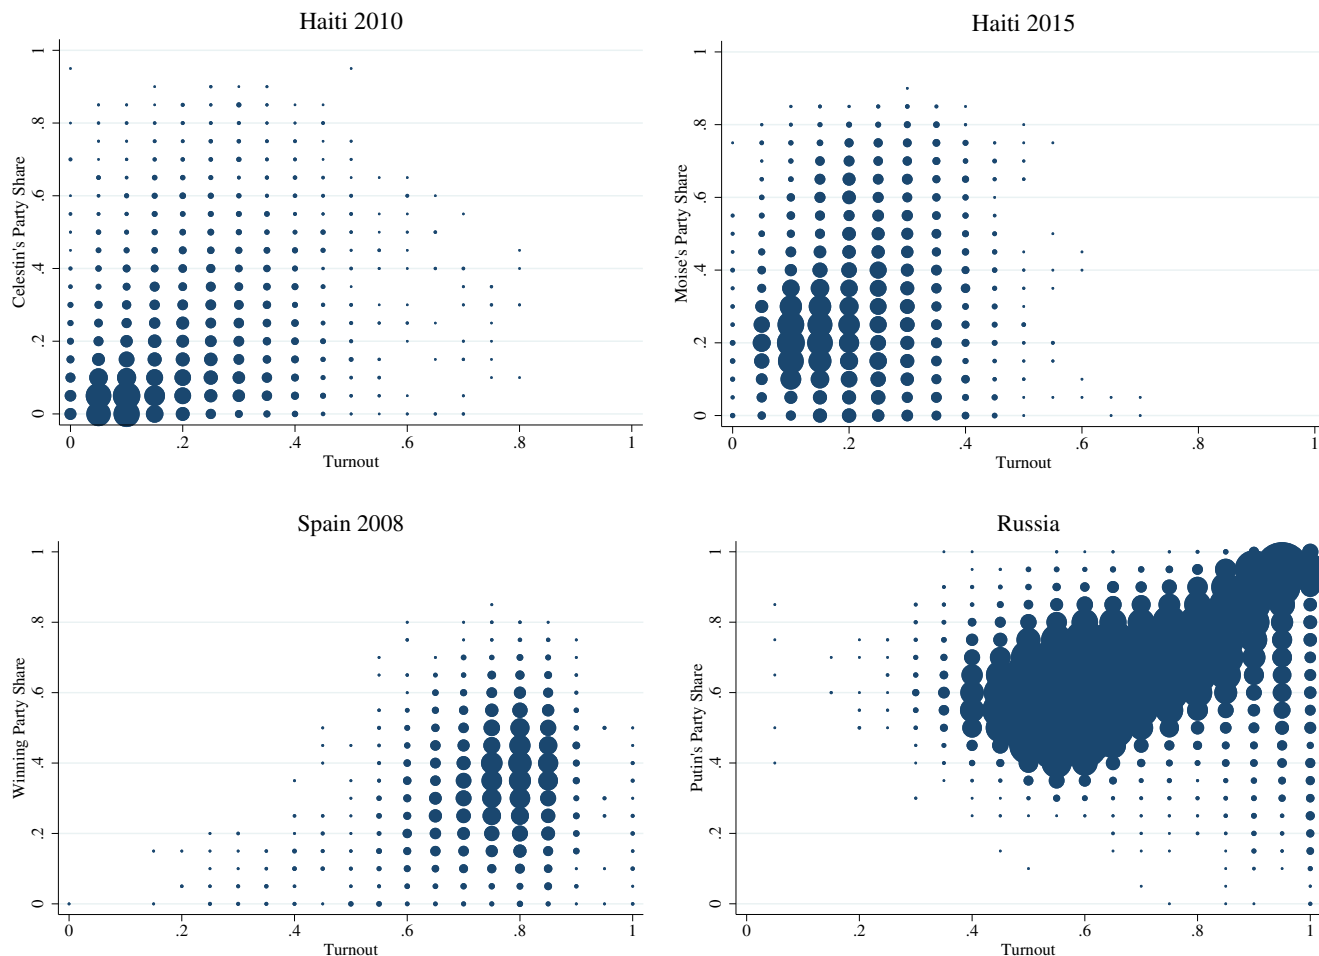 Haiti 2010
Celestin's Party Share
1
.8
.6
.4
.2
0
0 .2 .4 .6 .8 1
Turnout
Haiti 2015
Moise's Party Share
1
.8
.6
.4
.2
0
0 .2 .4 .6 .8 1
Turnout
Spain 2008
Winning Party Share
1
.8
.6
.4
.2
0
0 .2 .4 .6 .8 1
Turnout
Russia
Putin's Party Share
1
.8
.6
.4
.2
0
0 .2 .4 .6 .8 1
Turnout